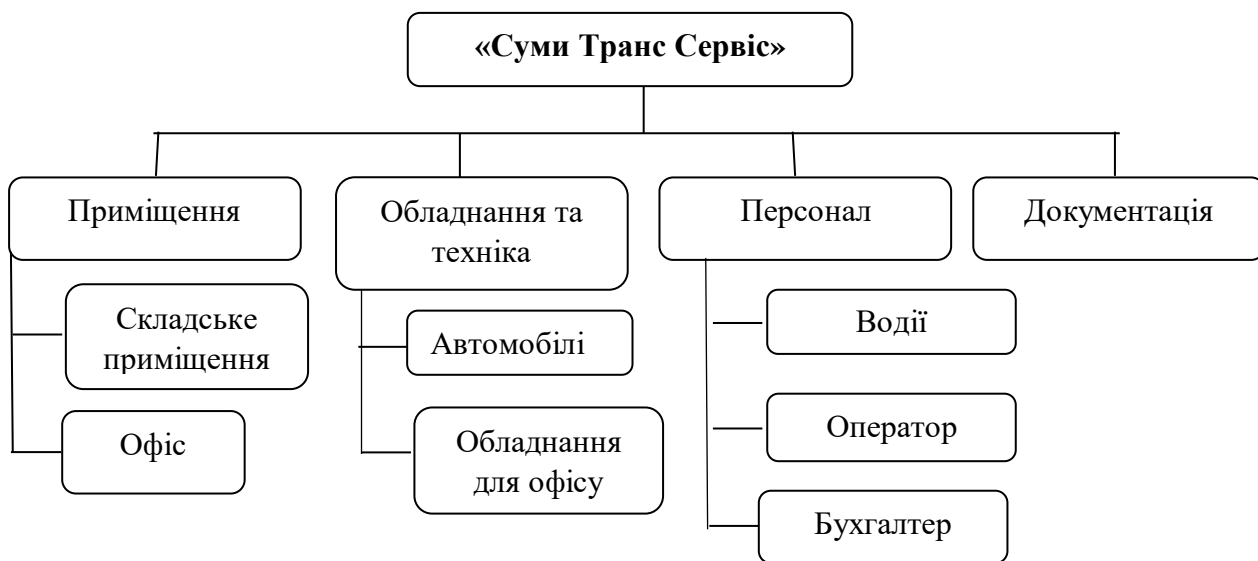 «Суми Транс Сервіс»
Приміщення
Обладнання та
техніка
Персонал
Документація
Складське
приміщення
Автомобілі
Водії
Офіс
Обладнання
для офісу
Оператор
Бухгалтер